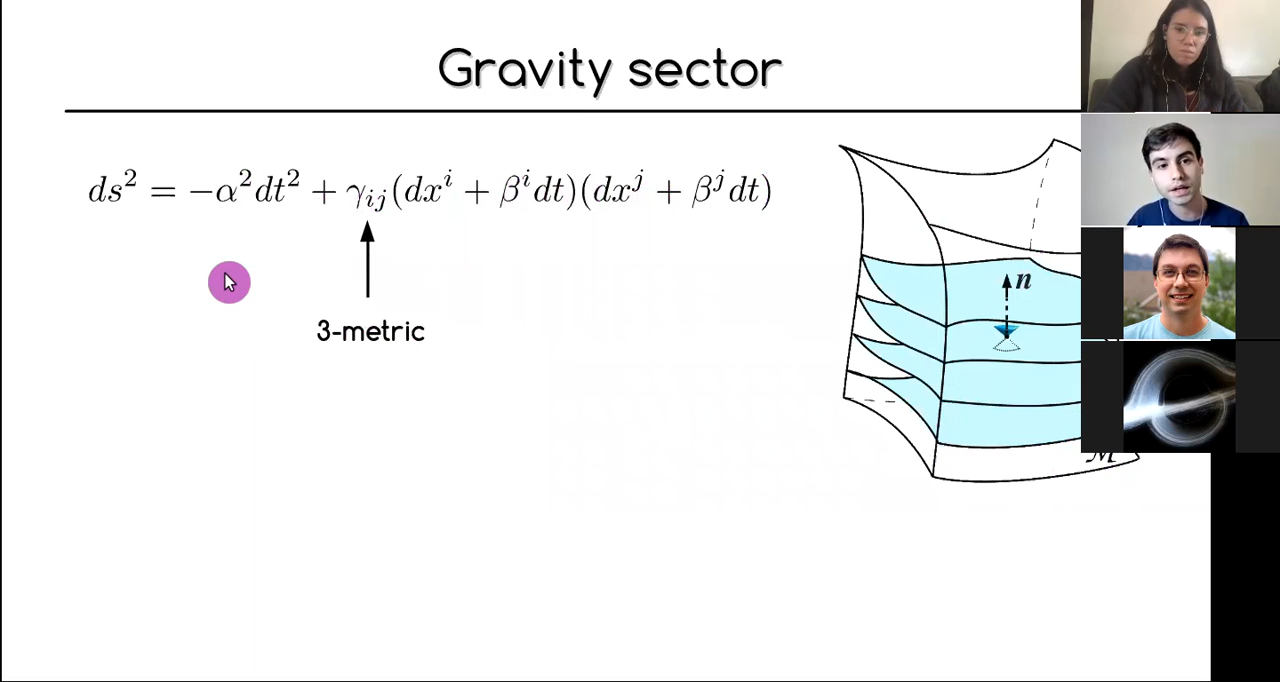 Gravity sector
ds² = −α²dt² + γᵢⱼ(dxⁱ + βⁱdt)(dxʲ + βʲdt)
n
3-metric
ℳ